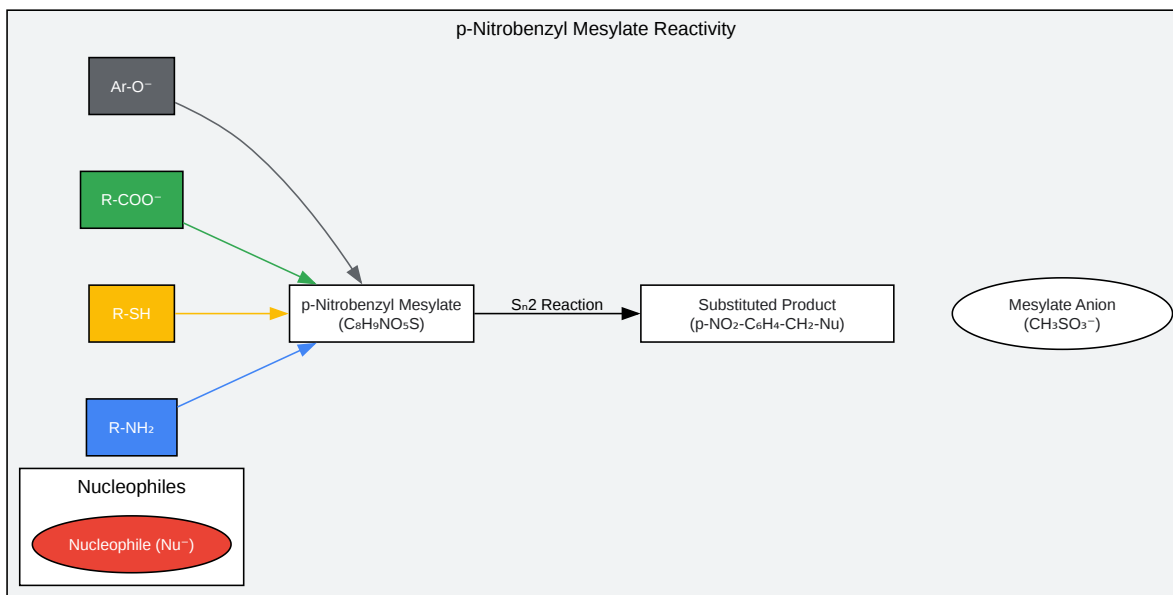 p-Nitrobenzyl Mesylate Reactivity
Ar-O⁻
R-COO⁻
R-SH
R-NH₂
p-Nitrobenzyl Mesylate
(C₈H₉NO₅S)
Sₙ2 Reaction
Substituted Product
(p-NO₂-C₆H₄-CH₂-Nu)
Mesylate Anion
(CH₃SO₃⁻)
Nucleophiles
Nucleophile (Nu⁻)